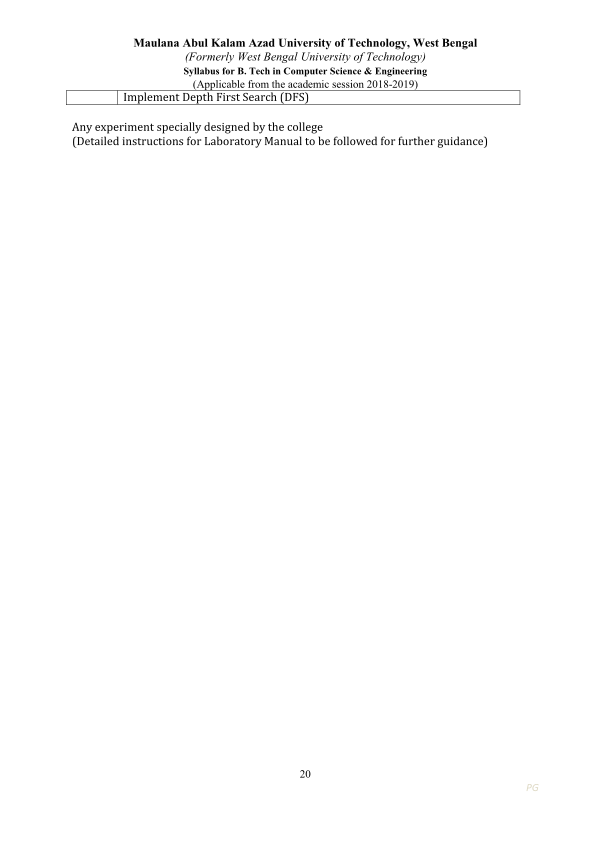 Maulana Abul Kalam Azad University of Technology, West Bengal
(Formerly West Bengal University of Technology)
Syllabus for B. Tech in Computer Science & Engineering
(Applicable from the academic session 2018-2019)
Implement Depth First Search (DFS)
Any experiment specially designed by the college
(Detailed instructions for Laboratory Manual to be followed for further guidance)
20
PG